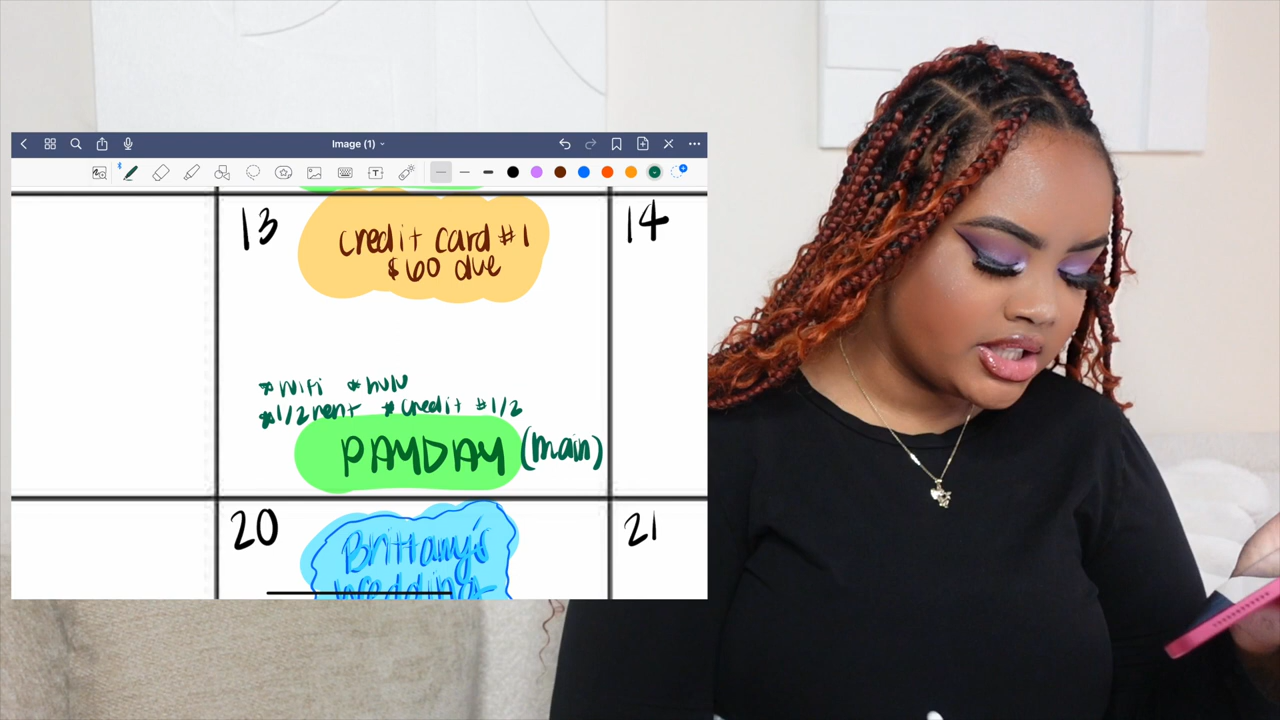 Image (1)
13
credit card #1
$60 due
14
*wifi *hulu
*1/2 rent *credit #1/2
PAYDAY (main)
20
Brittany's
wedding
21